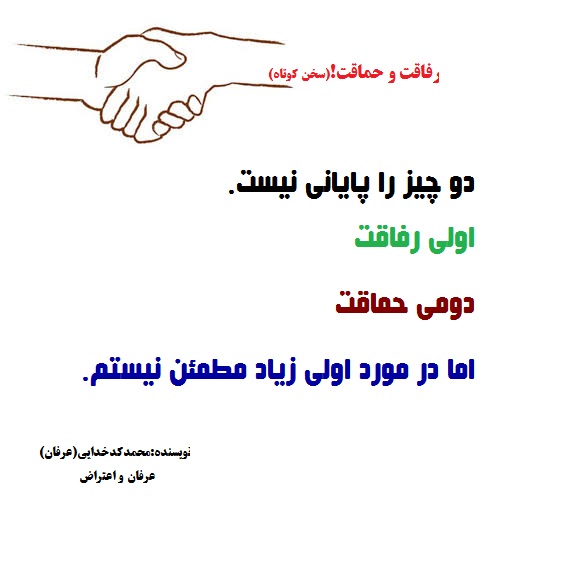 رفاقت و حماقت!(سخن کوتاه)
دو چیز را پایانی نیست.
اولی رفاقت
دومی حماقت
اما در مورد اولی زیاد مطمئن نیستم.
نویسنده:محمدکدخدایی(عرفان)
عرفان و اعتراض